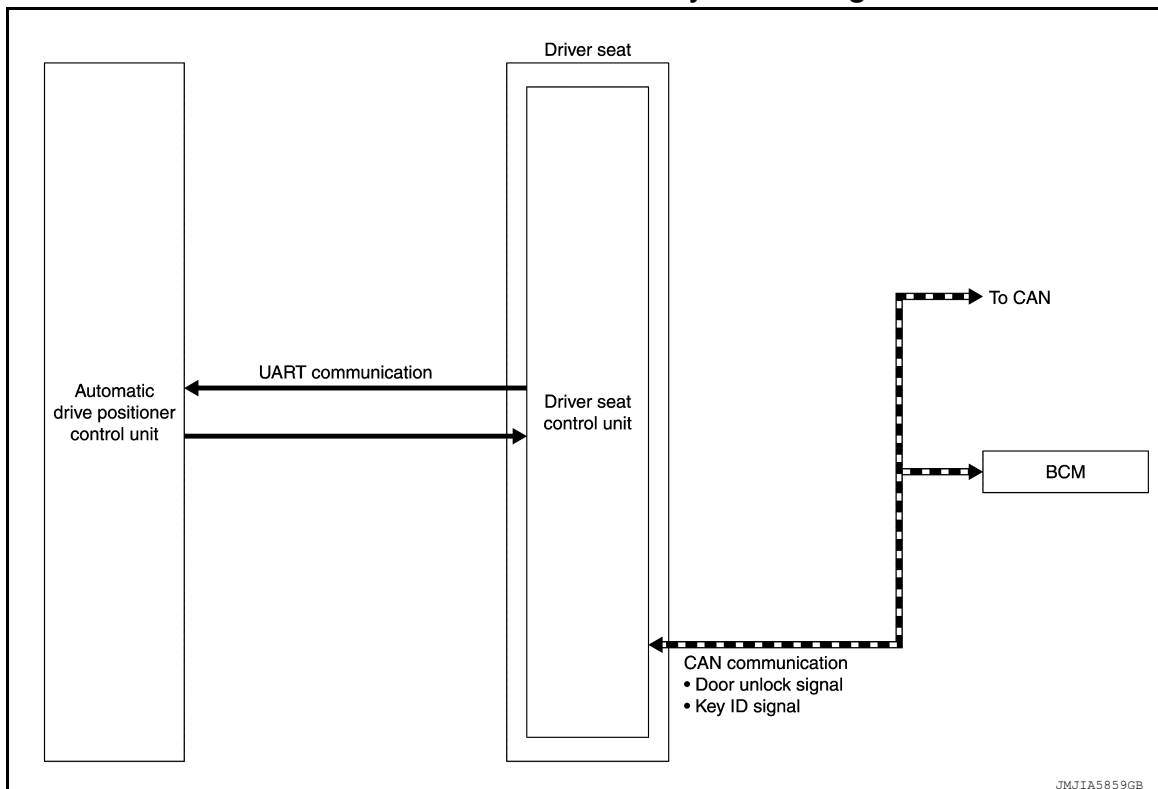 Driver seat
To CAN
UART communication
Automatic
drive positioner
control unit
Driver seat
control unit
BCM
CAN communication
• Door unlock signal
• Key ID signal
JMJIA5859GB